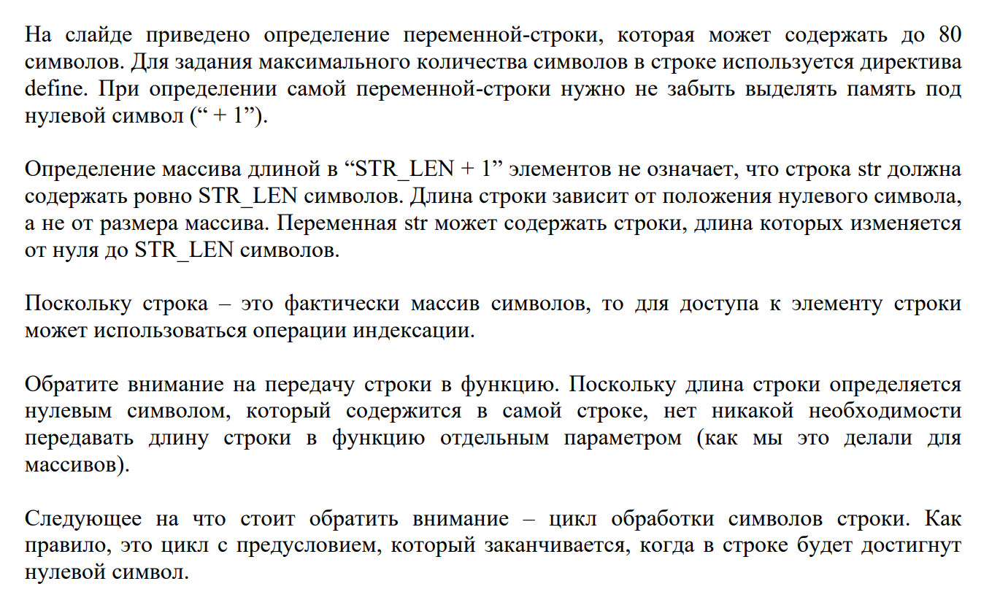 На слайде приведено определение переменной-строки, которая может содержать до 80
символов. Для задания максимального количества символов в строке используется директива
define. При определении самой переменной-строки нужно не забыть выделять память под
нулевой символ (“ + 1”).
Определение массива длиной в “STR_LEN + 1” элементов не означает, что строка str должна
содержать ровно STR_LEN символов. Длина строки зависит от положения нулевого символа,
а не от размера массива. Переменная str может содержать строки, длина которых изменяется
от нуля до STR_LEN символов.
Поскольку строка – это фактически массив символов, то для доступа к элементу строки
может использоваться операции индексации.
Обратите внимание на передачу строки в функцию. Поскольку длина строки определяется
нулевым символом, который содержится в самой строке, нет никакой необходимости
передавать длину строки в функцию отдельным параметром (как мы это делали для
массивов).
Следующее на что стоит обратить внимание – цикл обработки символов строки. Как
правило, это цикл с предусловием, который заканчивается, когда в строке будет достигнут
нулевой символ.